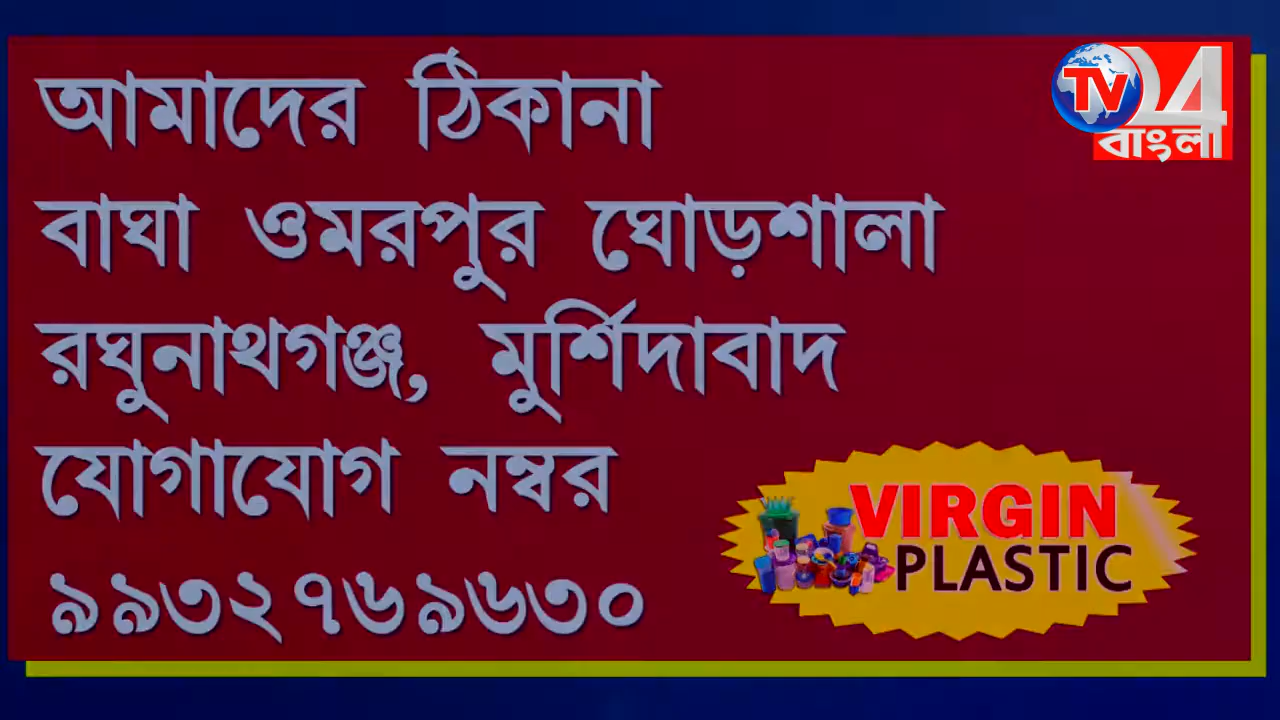 আমাদের ঠিকানা
বাঘা ওমরপুর ঘোড়শালা
রঘুনাথগঞ্জ, মুর্শিদাবাদ
যোগাযোগ নম্বর
৯৯৩২৭৬৯৬৩০
TV 24
বাংলা
VIRGIN
PLASTIC